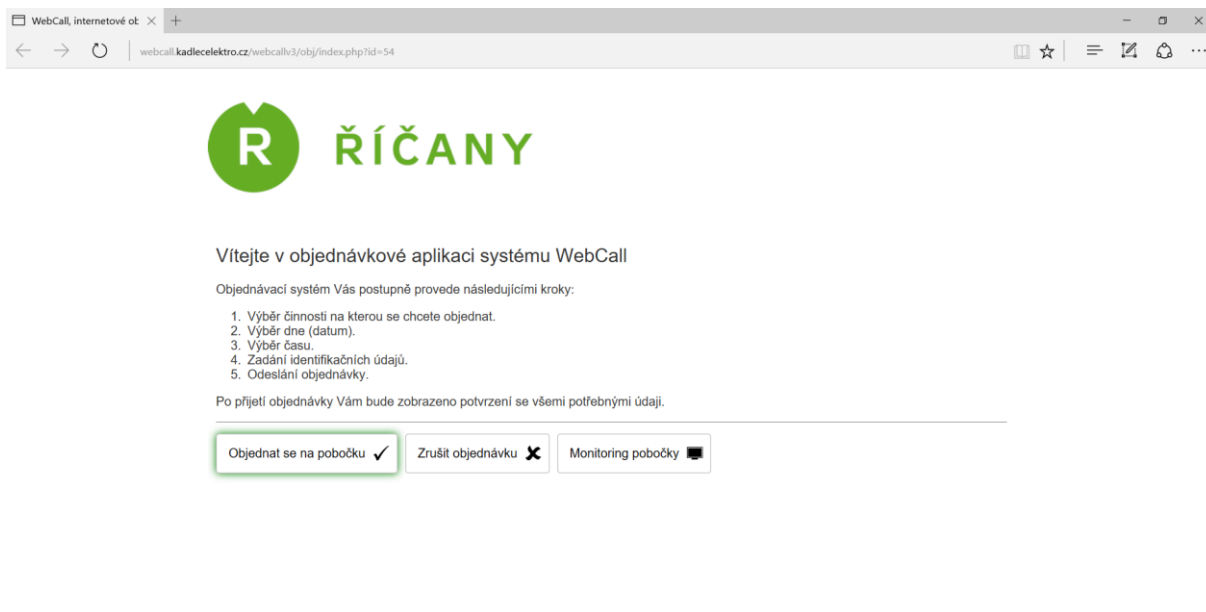 WebCall, internetové ob
webcall.kadlecelektro.cz/webcallv3/obj/index.php?id=54
R ŘÍČANY
Vítejte v objednávkové aplikaci systému WebCall
Objednávací systém Vás postupně provede následujícími kroky:
1. Výběr činnosti na kterou se chcete objednat.
2. Výběr dne (datum).
3. Výběr času.
4. Zadání identifikačních údajů.
5. Odeslání objednávky.
Po přijetí objednávky Vám bude zobrazeno potvrzení se všemi potřebnými údaji.
Objednat se na pobočku Zrušit objednávku Monitoring pobočky